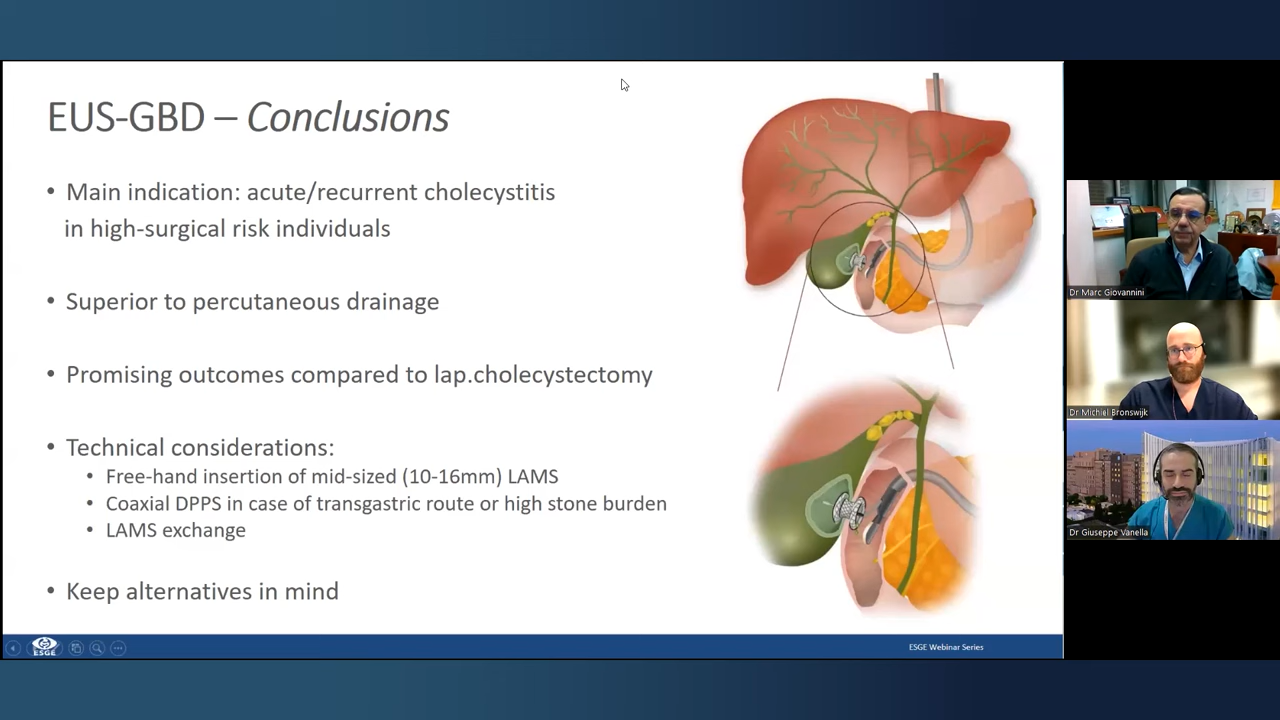 EUS-GBD – Conclusions
• Main indication: acute/recurrent cholecystitis
in high-surgical risk individuals
• Superior to percutaneous drainage
• Promising outcomes compared to lap.cholecystectomy
• Technical considerations:
• Free-hand insertion of mid-sized (10-16mm) LAMS
• Coaxial DPPS in case of transgastric route or high stone burden
• LAMS exchange
• Keep alternatives in mind
ESGE
ESGE Webinar Series
Dr Marc Giovannini
Dr Michiel Bronswijk
Dr Giuseppe Vanella